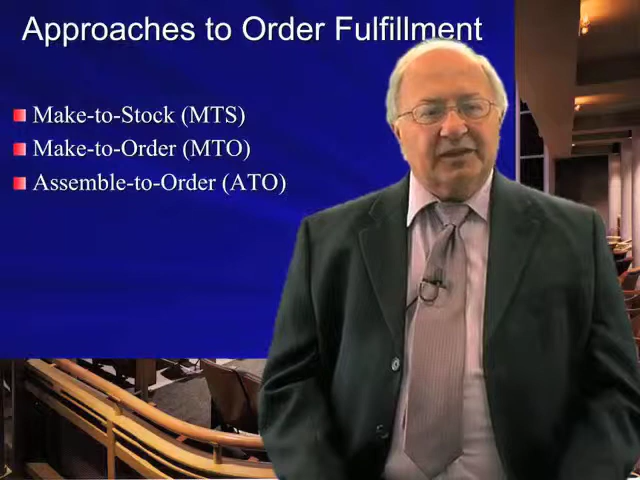 Approaches to Order Fulfillment
Make-to-Stock (MTS)
Make-to-Order (MTO)
Assemble-to-Order (ATO)